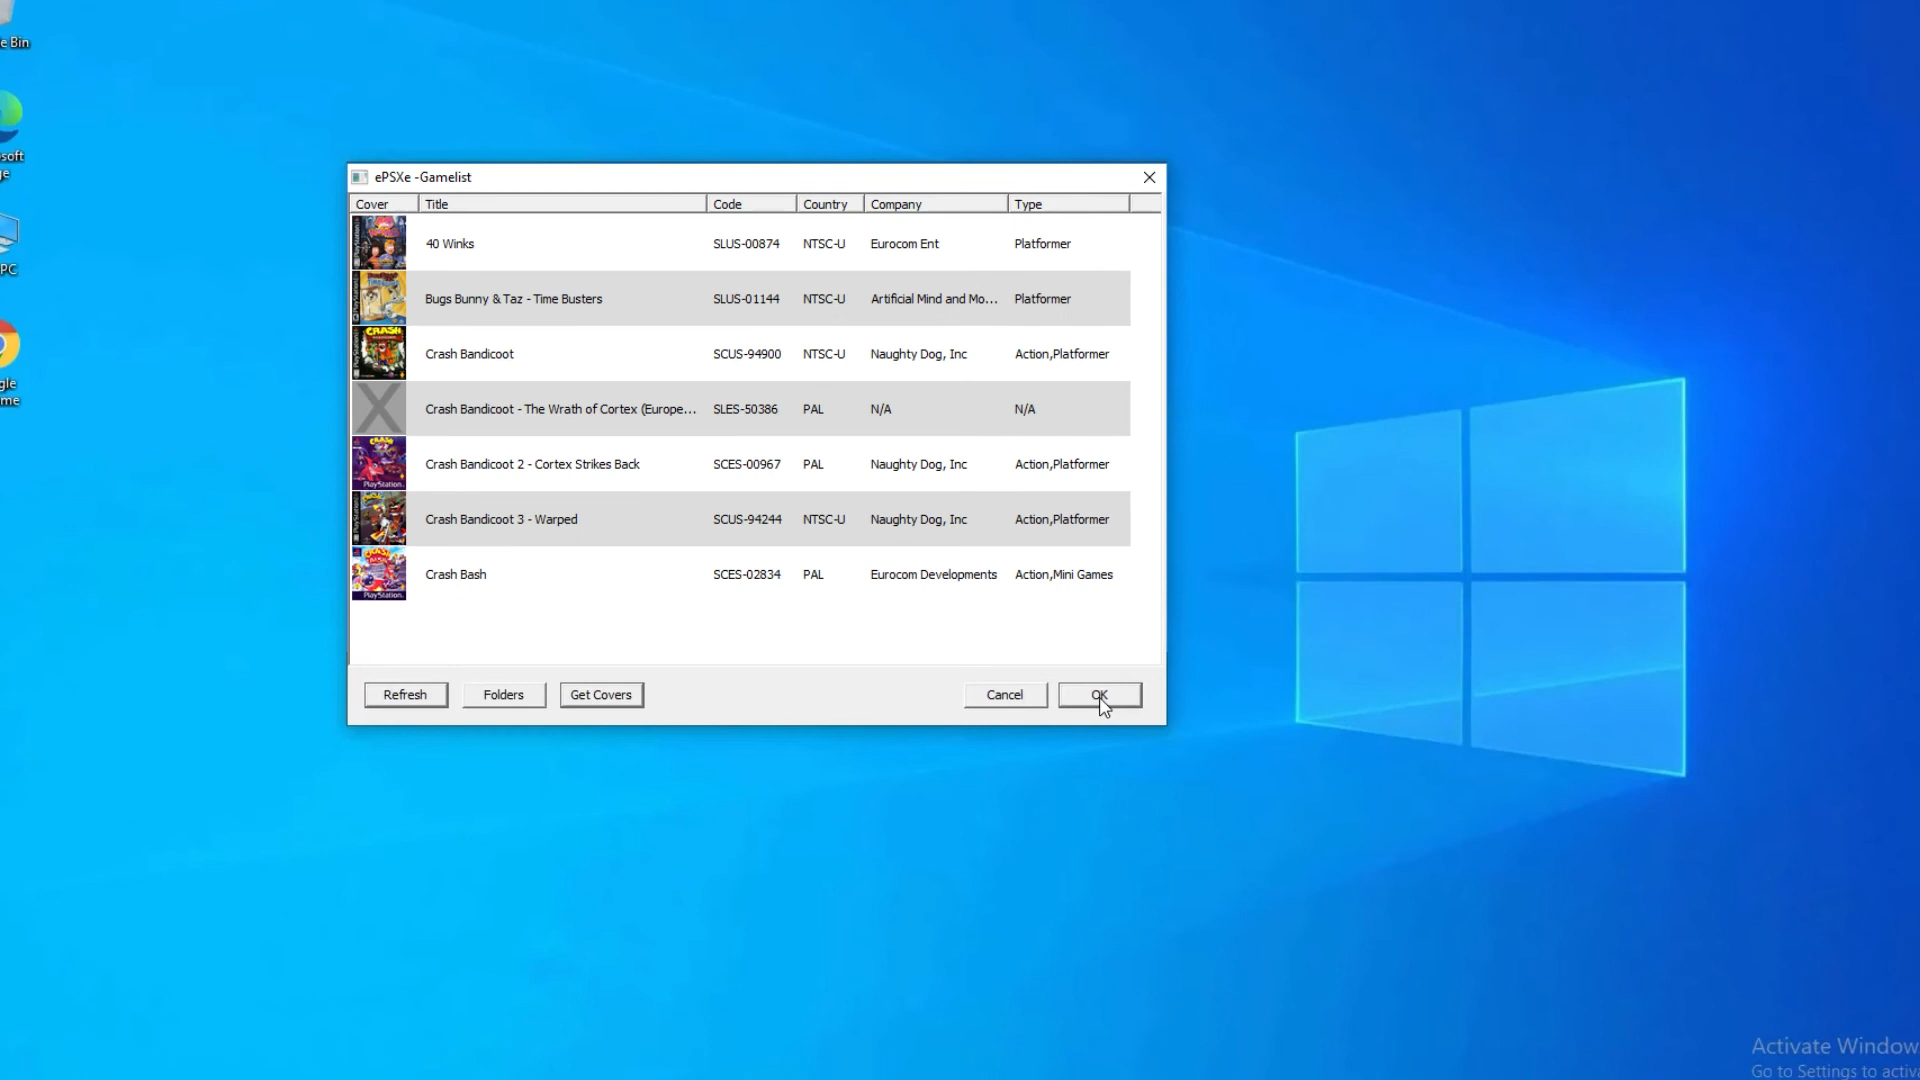 e Bin
soft
ge
PC
gle
me
ePSXe -Gamelist
Cover Title Code Country Company Type
40 Winks SLUS-00874 NTSC-U Eurocom Ent Platformer
Bugs Bunny & Taz - Time Busters SLUS-01144 NTSC-U Artificial Mind and Mo... Platformer
Crash Bandicoot SCUS-94900 NTSC-U Naughty Dog, Inc Action,Platformer
Crash Bandicoot - The Wrath of Cortex (Europe... SLES-50386 PAL N/A N/A
Crash Bandicoot 2 - Cortex Strikes Back SCES-00967 PAL Naughty Dog, Inc Action,Platformer
Crash Bandicoot 3 - Warped SCUS-94244 NTSC-U Naughty Dog, Inc Action,Platformer
Crash Bash SCES-02834 PAL Eurocom Developments Action,Mini Games
Refresh Folders Get Covers Cancel OK
Activate Window
Go to Settings to activa